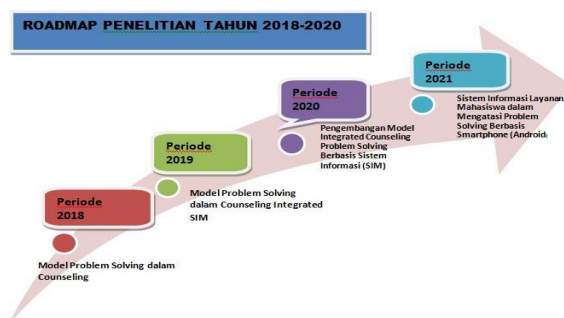 ROADMAP PENELITIAN TAHUN 2018-2020
Periode
2018
Model Problem Solving dalam
Counseling
Periode
2019
Model Problem Solving
dalam Counseling Integrated
SIM
Periode
2020
Pengembangan Model
Integrated Counseling
Problem Solving
Berbasis Sistem
Informasi (SIM)
Periode
2021
Sistem Informasi Layanan
Mahasiswa dalam
Mengatasi Problem
Solving Berbasis
Smartphone (Android)